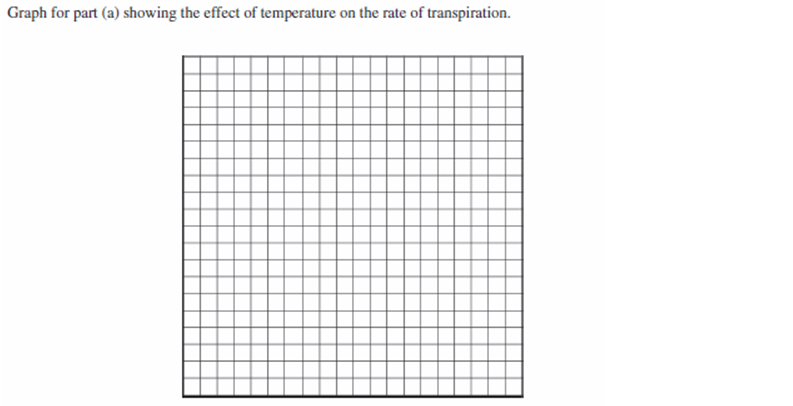 Graph for part (a) showing the effect of temperature on the rate of transpiration.